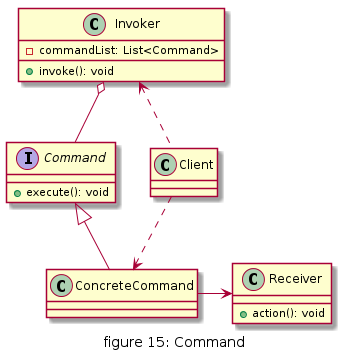 C Invoker
commandList: List<Command>
invoke(): void
I Command
execute(): void
C Client
C ConcreteCommand
C Receiver
action(): void
figure 15: Command